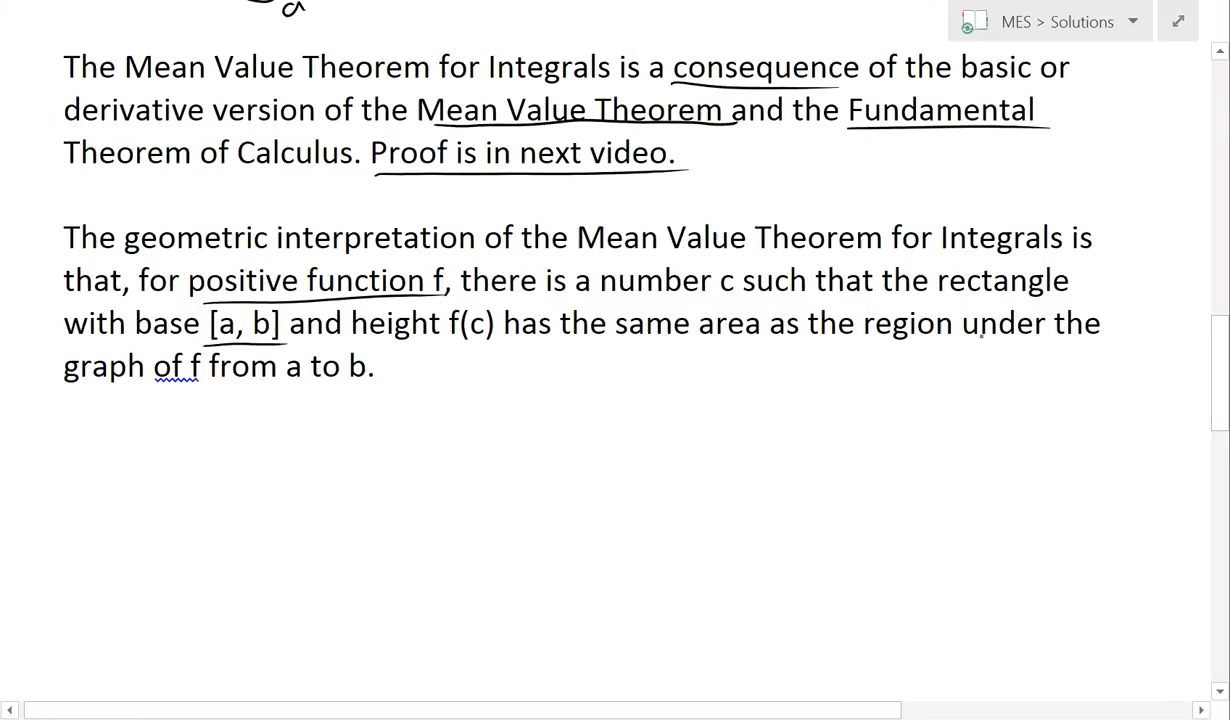 a
MES > Solutions
The Mean Value Theorem for Integrals is a consequence of the basic or
derivative version of the Mean Value Theorem and the Fundamental
Theorem of Calculus. Proof is in next video.
The geometric interpretation of the Mean Value Theorem for Integrals is
that, for positive function f, there is a number c such that the rectangle
with base [a, b] and height f(c) has the same area as the region under the
graph of f from a to b.